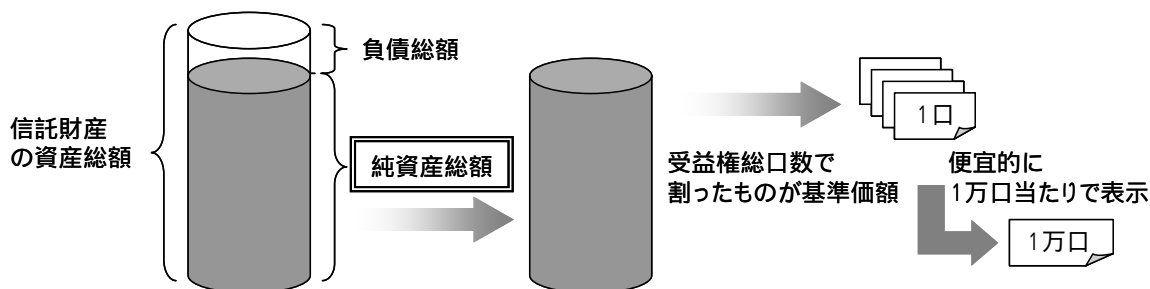 負債総額
信託財産
の資産総額
純資産総額
1口
受益権総口数で
割ったものが基準価額
便宜的に
1万口当たりで表示
1万口